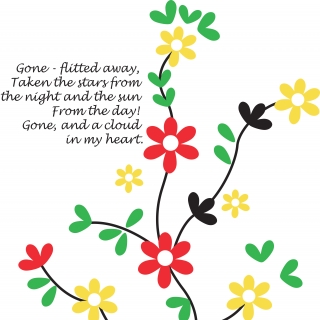 Gone - flitted away,
Taken the stars from
the night and the sun
From the day!
Gone, and a cloud
in my heart.